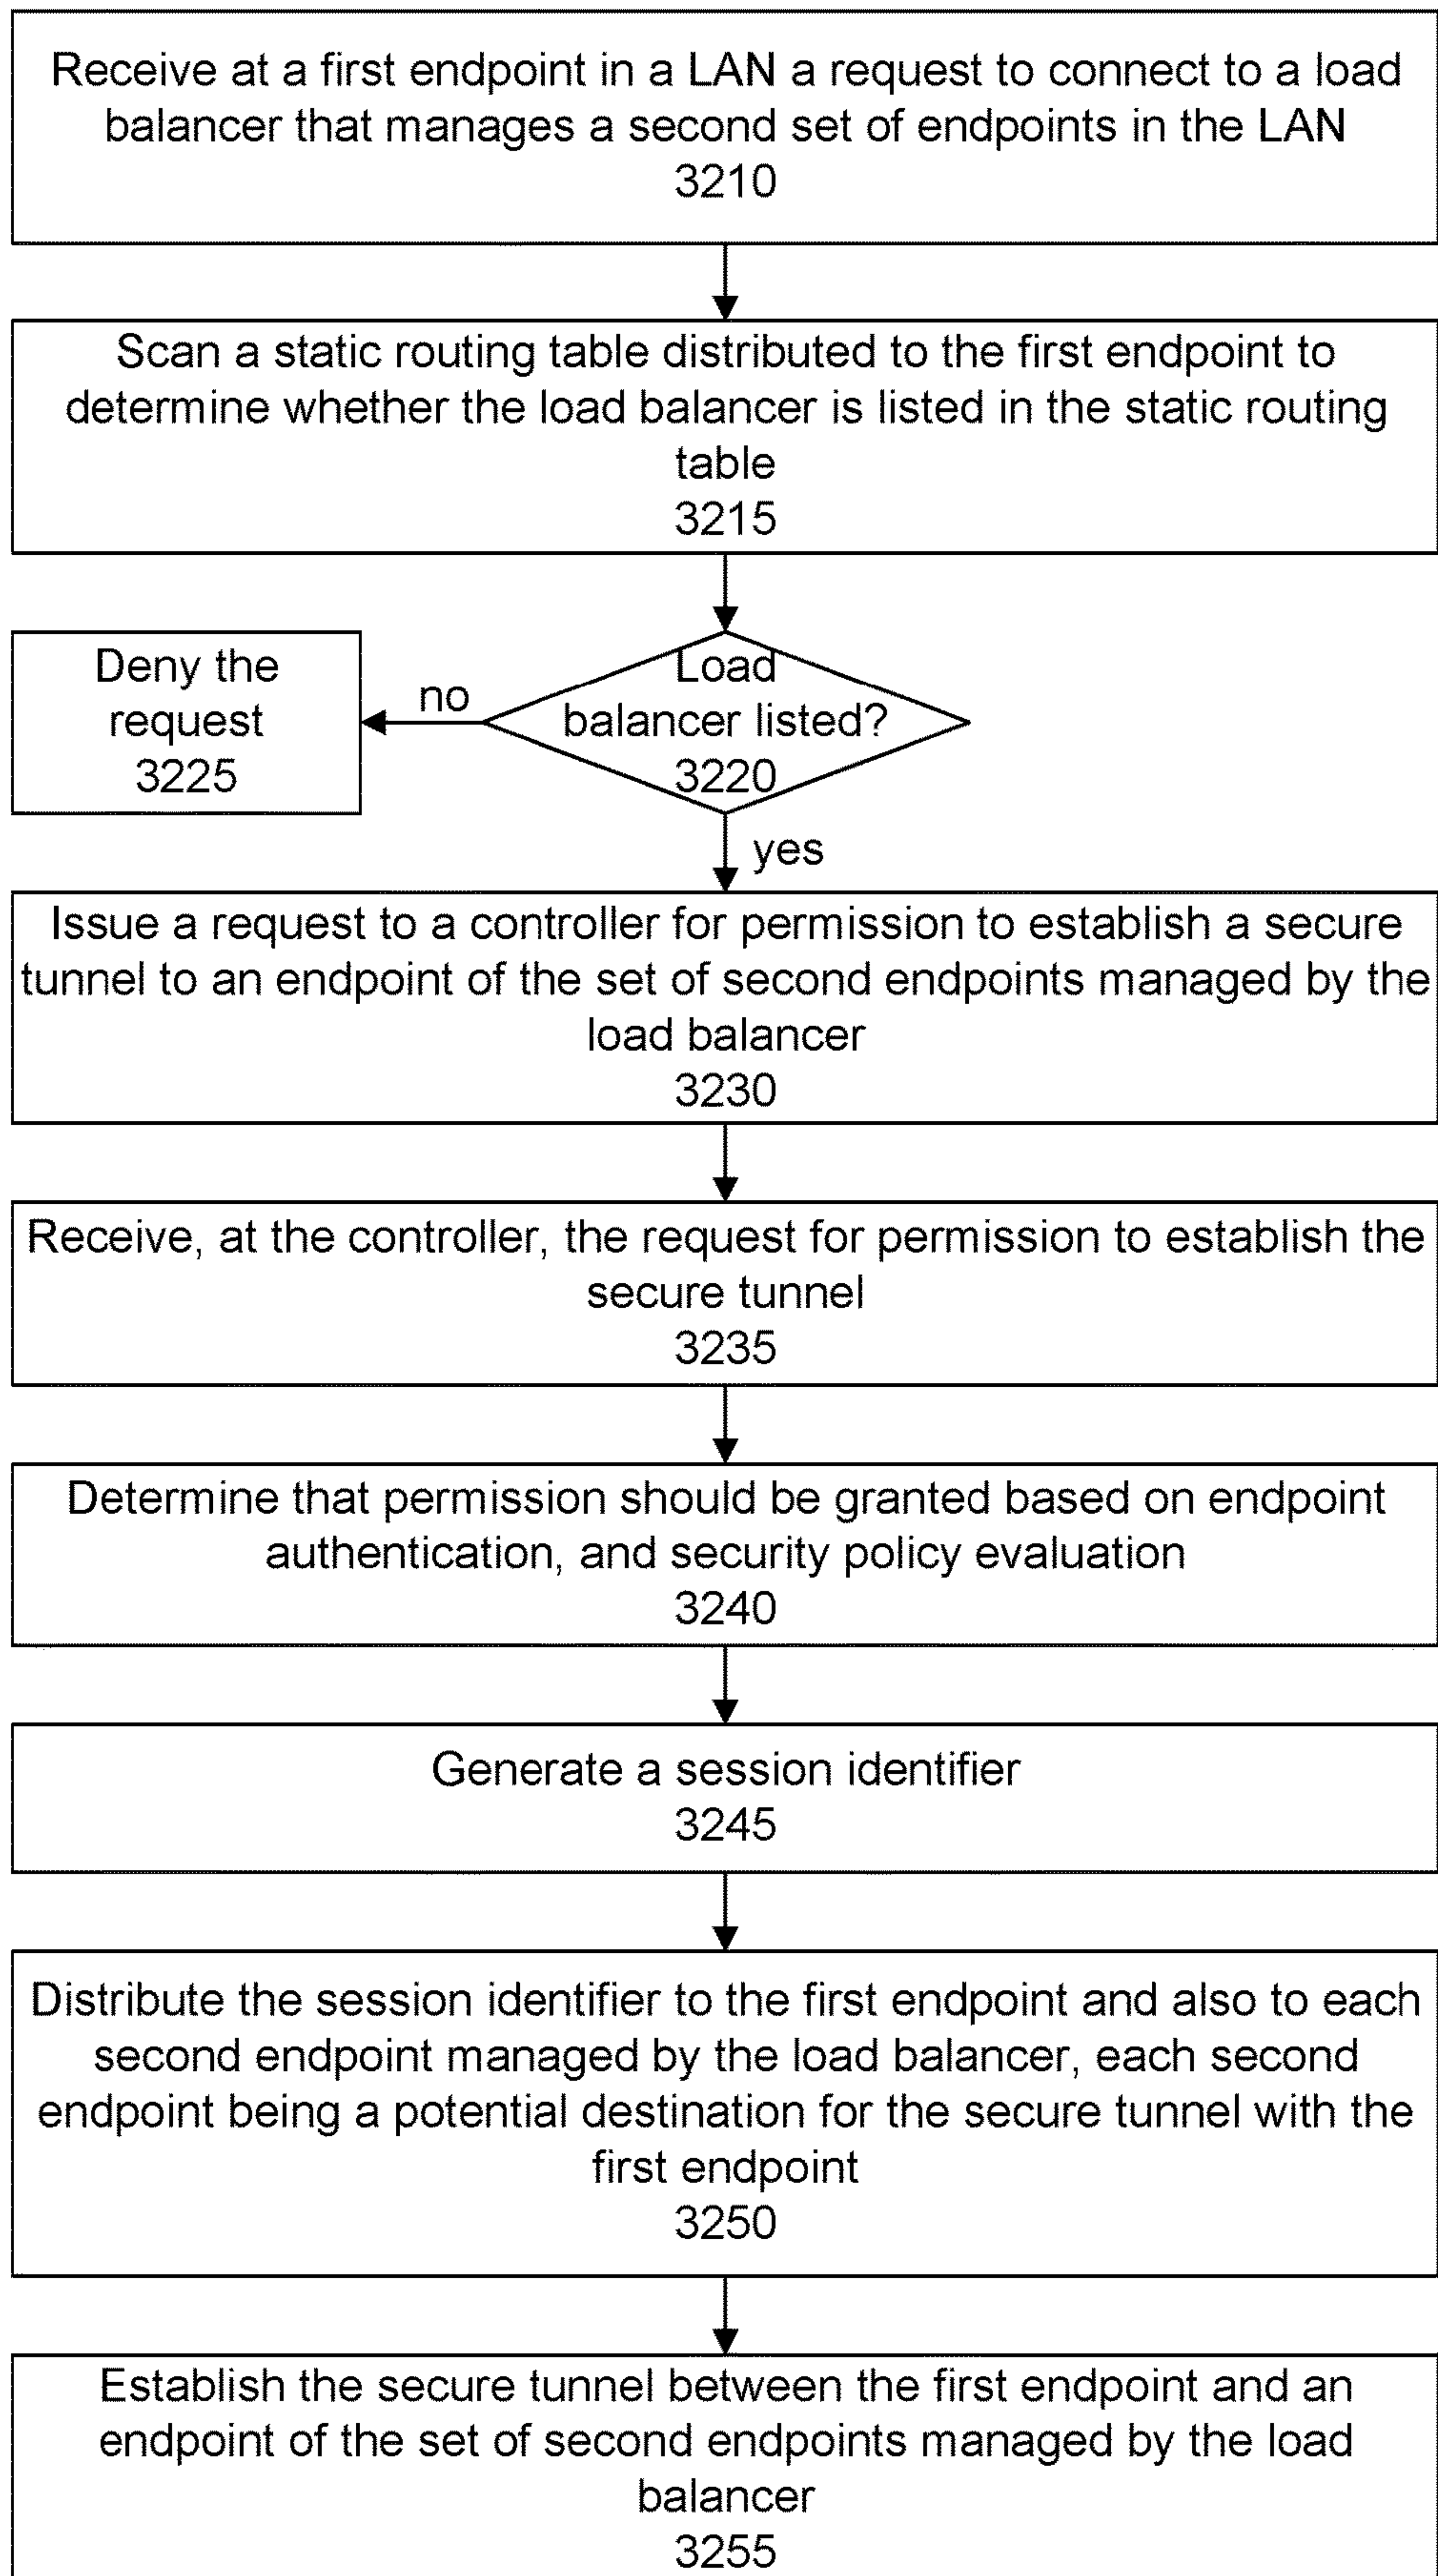 Receive at a first endpoint in a LAN a request to connect to a load
balancer that manages a second set of endpoints in the LAN
3210
Scan a static routing table distributed to the first endpoint to
determine whether the load balancer is listed in the static routing
table
3215
Deny the
request
3225
no
Load
balancer listed?
3220
yes
Issue a request to a controller for permission to establish a secure
tunnel to an endpoint of the set of second endpoints managed by the
load balancer
3230
Receive, at the controller, the request for permission to establish the
secure tunnel
3235
Determine that permission should be granted based on endpoint
authentication, and security policy evaluation
3240
Generate a session identifier
3245
Distribute the session identifier to the first endpoint and also to each
second endpoint managed by the load balancer, each second
endpoint being a potential destination for the secure tunnel with the
first endpoint
3250
Establish the secure tunnel between the first endpoint and an
endpoint of the set of second endpoints managed by the load
balancer
3255